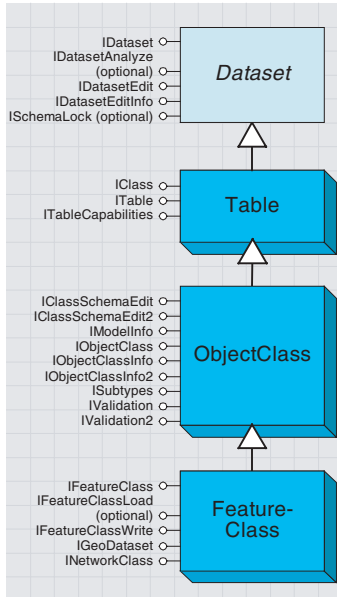 IDataset
IDatasetAnalyze
(optional)
IDatasetEdit
IDatasetEditInfo
ISchemaLock (optional)
Dataset
IClass
ITable
ITableCapabilities
Table
IClassSchemaEdit
IClassSchemaEdit2
IModelInfo
IObjectClass
IObjectClassInfo
IObjectClassInfo2
ISubtypes
IValidation
IValidation2
ObjectClass
IFeatureClass
IFeatureClassLoad
(optional)
IFeatureClassWrite
IGeoDataset
INetworkClass
Feature-
Class